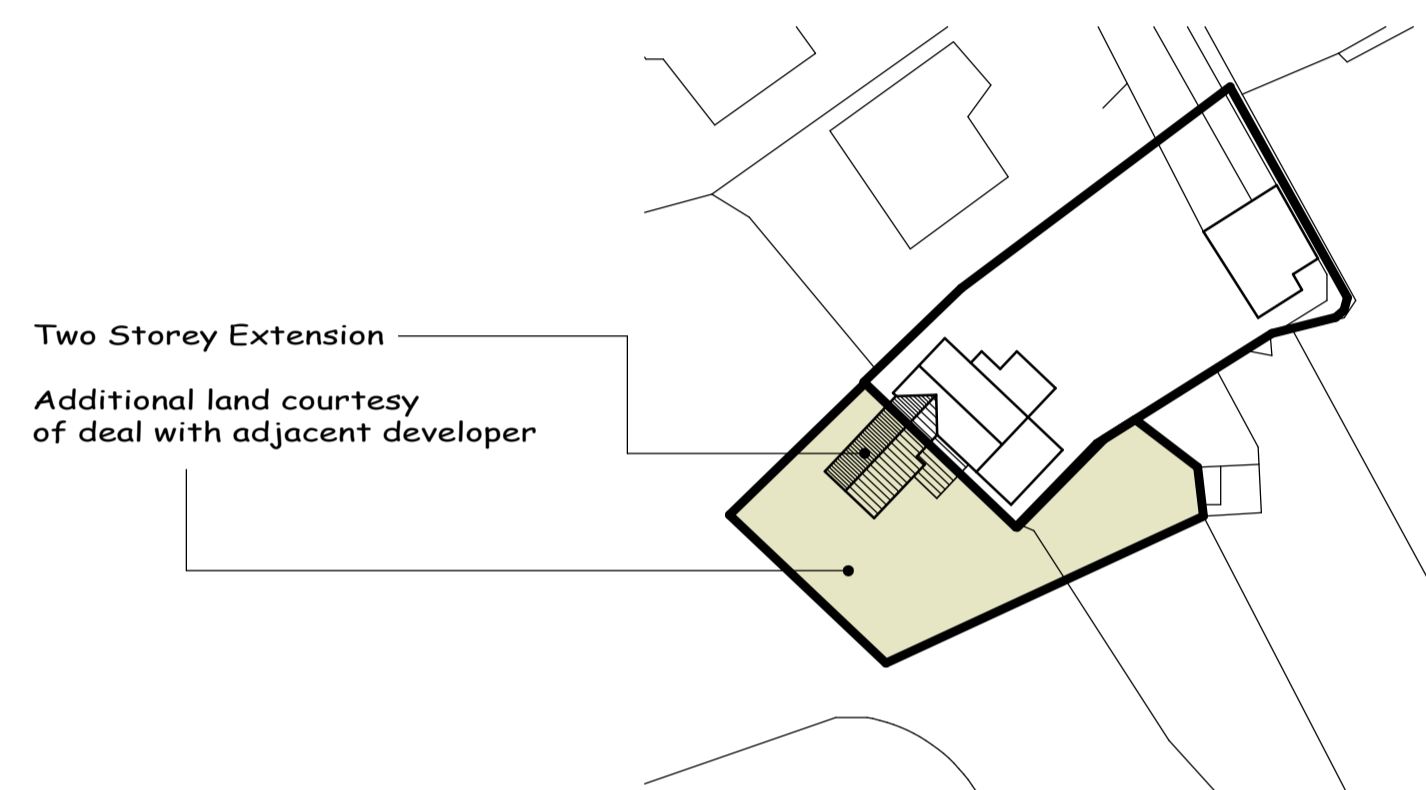 Two Storey Extension
Additional land courtesy
of deal with adjacent developer